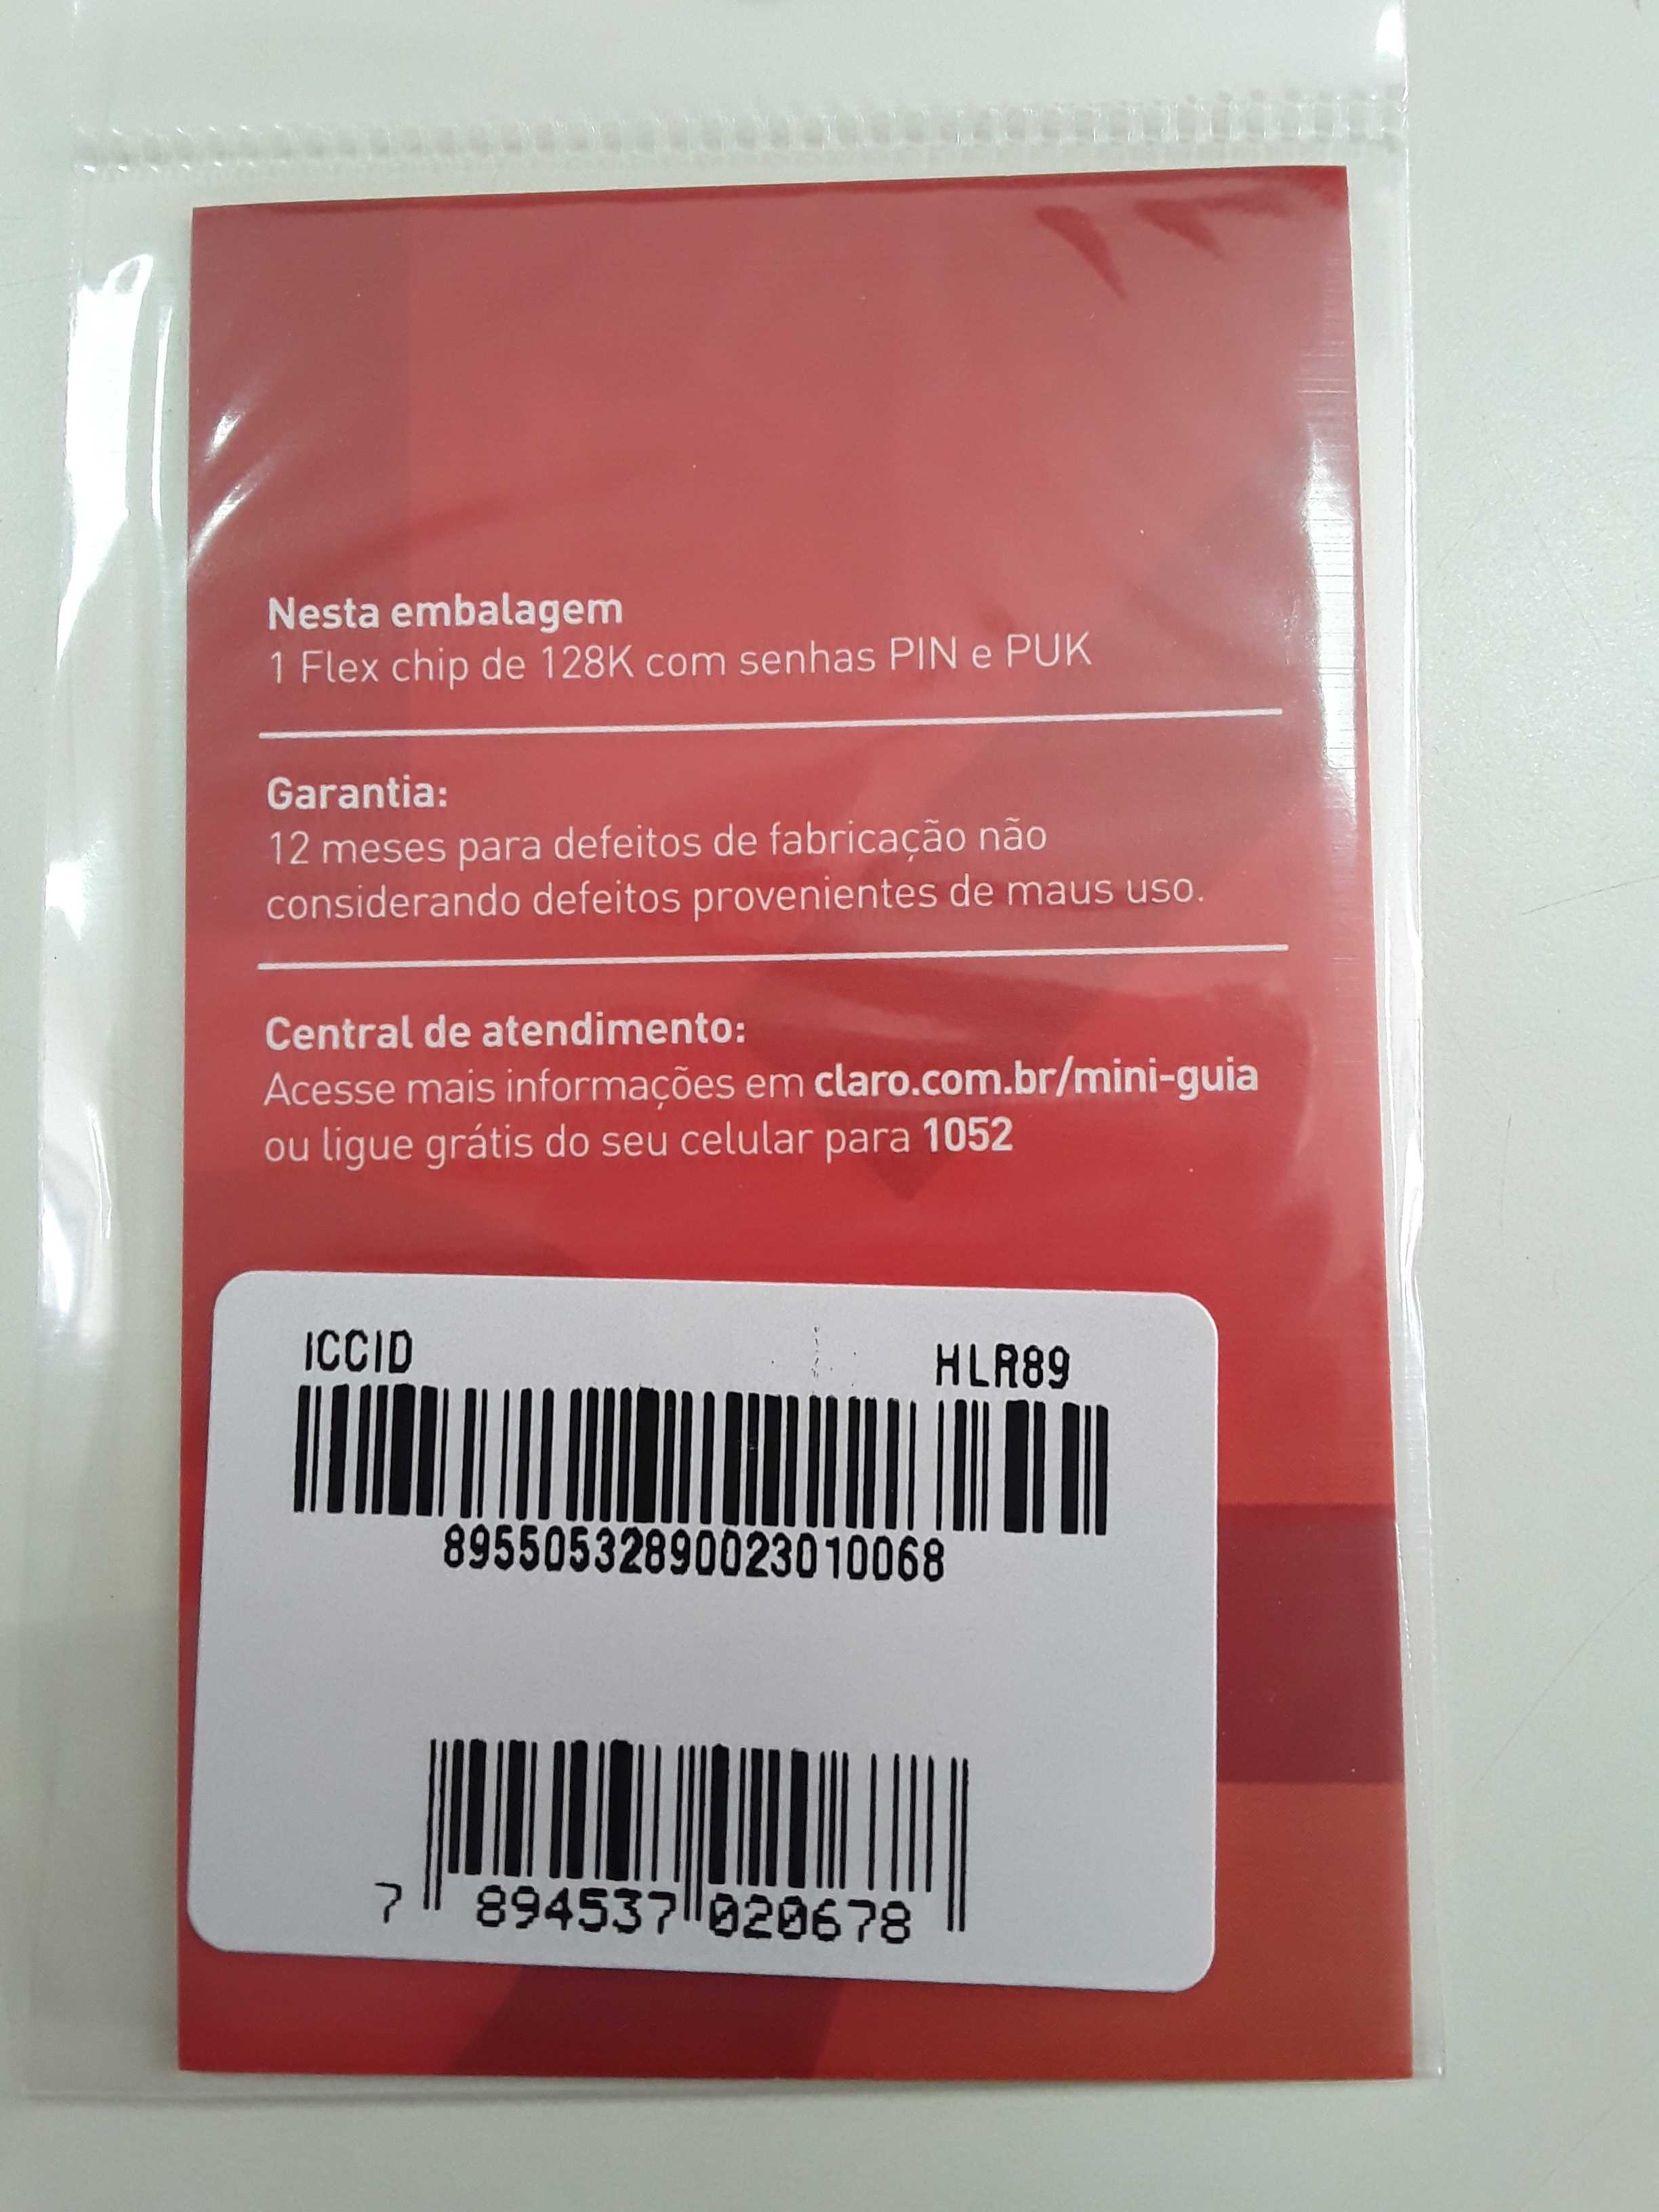 Nesta embalagem
1 Flex chip de 128K com senhas PIN e PUK
Garantia:
12 meses para defeitos de fabricação não
considerando defeitos provenientes de maus uso.
Central de atendimento:
Acesse mais informações em claro.com.br/mini-guia
ou ligue grátis do seu celular para 1052
ICCID HLR89
89550532890023010068
7 894537 020678